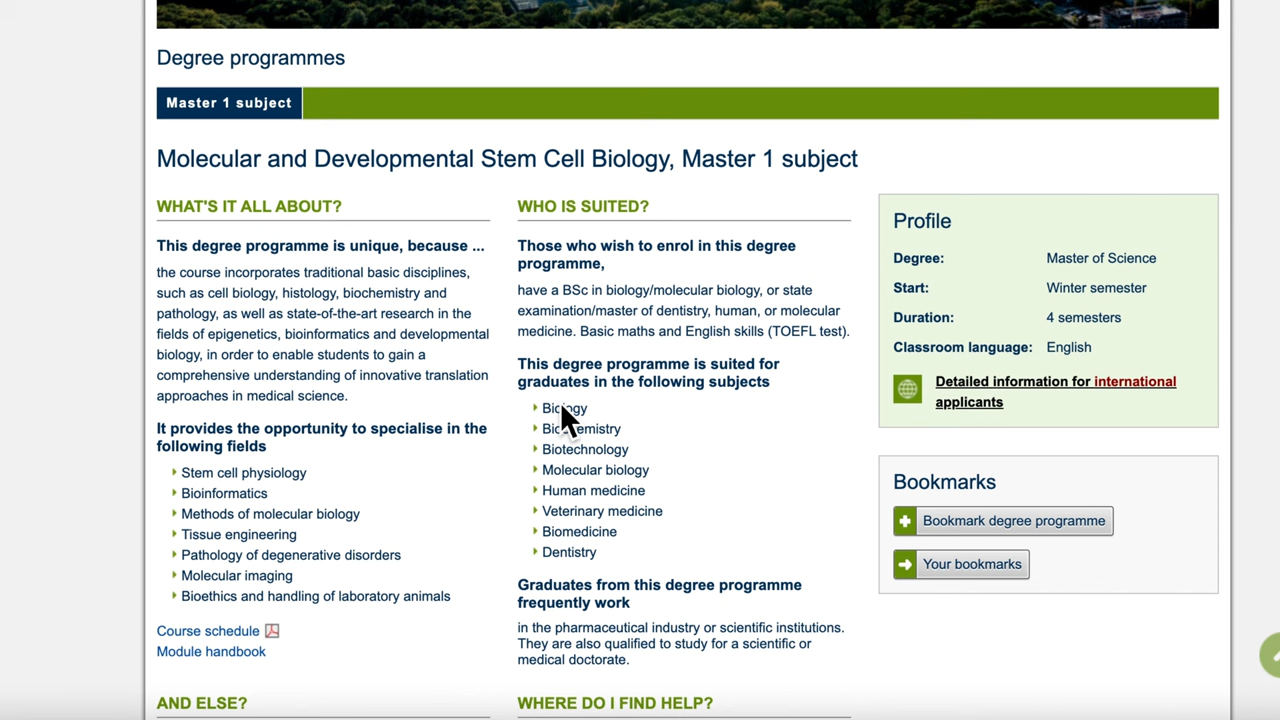 Degree programmes
Master 1 subject
Molecular and Developmental Stem Cell Biology, Master 1 subject
WHAT'S IT ALL ABOUT?
This degree programme is unique, because ...
the course incorporates traditional basic disciplines,
such as cell biology, histology, biochemistry and
pathology, as well as state-of-the-art research in the
fields of epigenetics, bioinformatics and developmental
biology, in order to enable students to gain a
comprehensive understanding of innovative translation
approaches in medical science.
It provides the opportunity to specialise in the
following fields
Stem cell physiology
Bioinformatics
Methods of molecular biology
Tissue engineering
Pathology of degenerative disorders
Molecular imaging
Bioethics and handling of laboratory animals
Course schedule
Module handbook
AND ELSE?
WHO IS SUITED?
Those who wish to enrol in this degree
programme,
have a BSc in biology/molecular biology, or state
examination/master of dentistry, human, or molecular
medicine. Basic maths and English skills (TOEFL test).
This degree programme is suited for
graduates in the following subjects
Biology
Biochemistry
Biotechnology
Molecular biology
Human medicine
Veterinary medicine
Biomedicine
Dentistry
Graduates from this degree programme
frequently work
in the pharmaceutical industry or scientific institutions.
They are also qualified to study for a scientific or
medical doctorate.
WHERE DO I FIND HELP?
Profile
Degree: Master of Science
Start: Winter semester
Duration: 4 semesters
Classroom language: English
Detailed information for international
applicants
Bookmarks
Bookmark degree programme
Your bookmarks